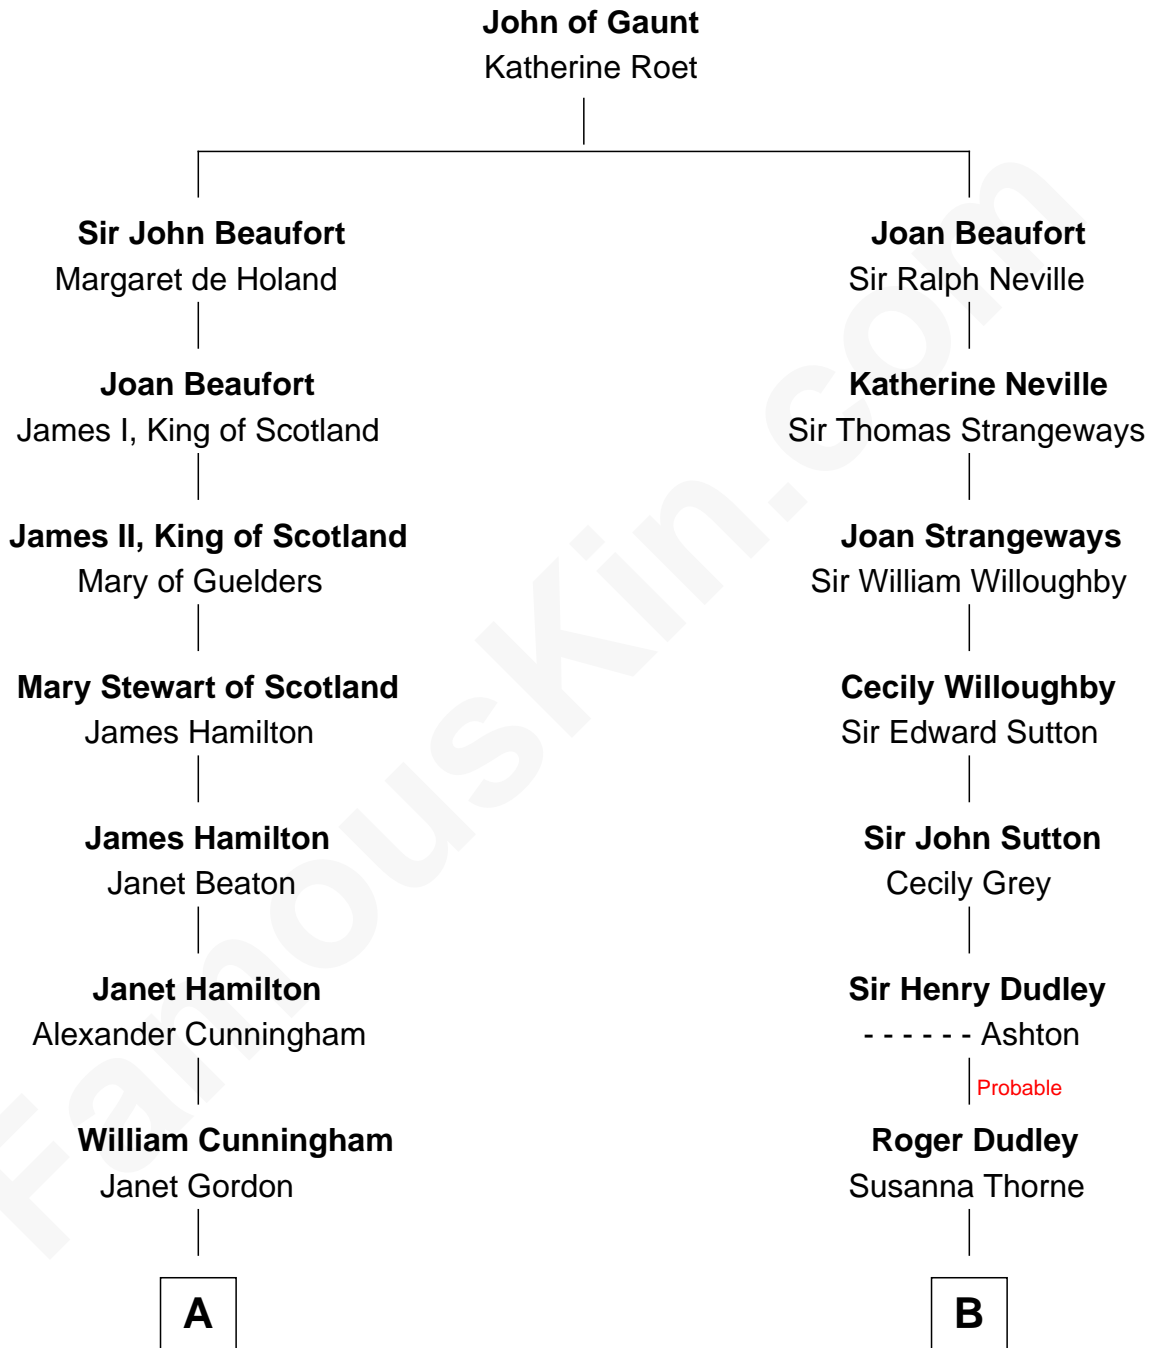 John of Gaunt
Katherine Roet
Sir John Beaufort
Margaret de Holand
Joan Beaufort
James I, King of Scotland
James II, King of Scotland
Mary of Guelders
Mary Stewart of Scotland
James Hamilton
James Hamilton
Janet Beaton
Janet Hamilton
Alexander Cunningham
William Cunningham
Janet Gordon
A
Joan Beaufort
Sir Ralph Neville
Katherine Neville
Sir Thomas Strangeways
Joan Strangeways
Sir William Willoughby
Cecily Willoughby
Sir Edward Sutton
Sir John Sutton
Cecily Grey
Sir Henry Dudley
- - - - - - Ashton
Probable
Roger Dudley
Susanna Thorne
B
FamousKin.com